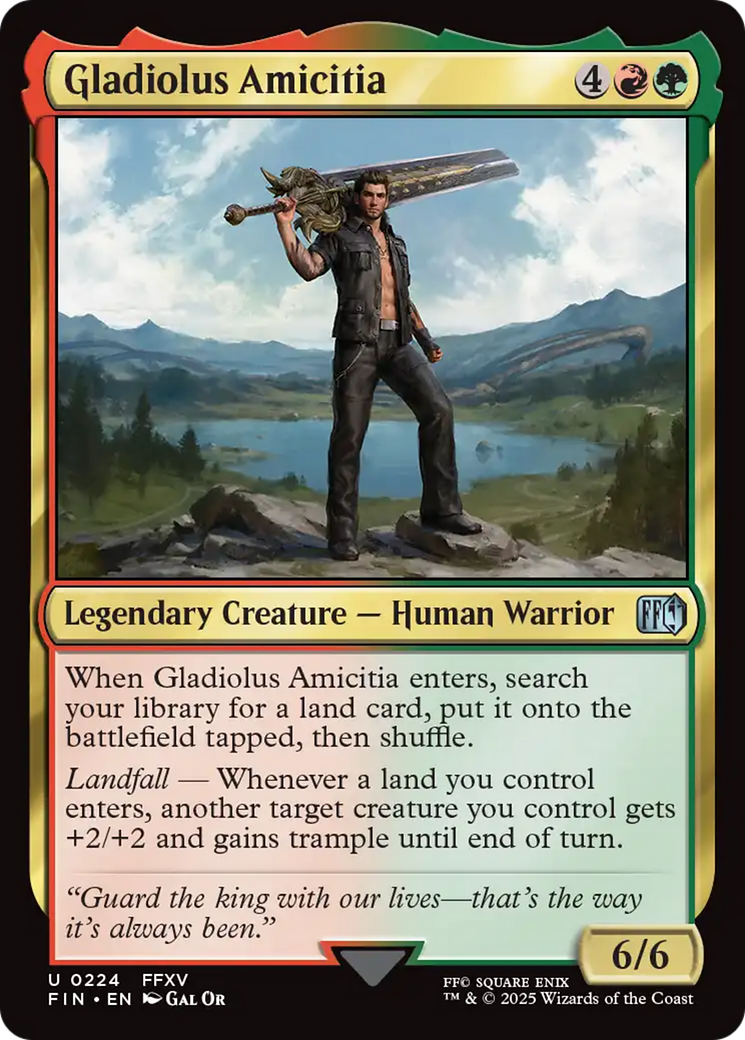 Gladiolus Amicitia 4
Legendary Creature — Human Warrior FF
When Gladiolus Amicitia enters, search
your library for a land card, put it onto the
battlefield tapped, then shuffle.
Landfall — Whenever a land you control
enters, another target creature you control gets
+2/+2 and gains trample until end of turn.
“Guard the king with our lives—that’s the way
it’s always been.”
6/6
U 0224 FFXV
FIN • EN Gal Or
FF© SQUARE ENIX
™ & © 2025 Wizards of the Coast